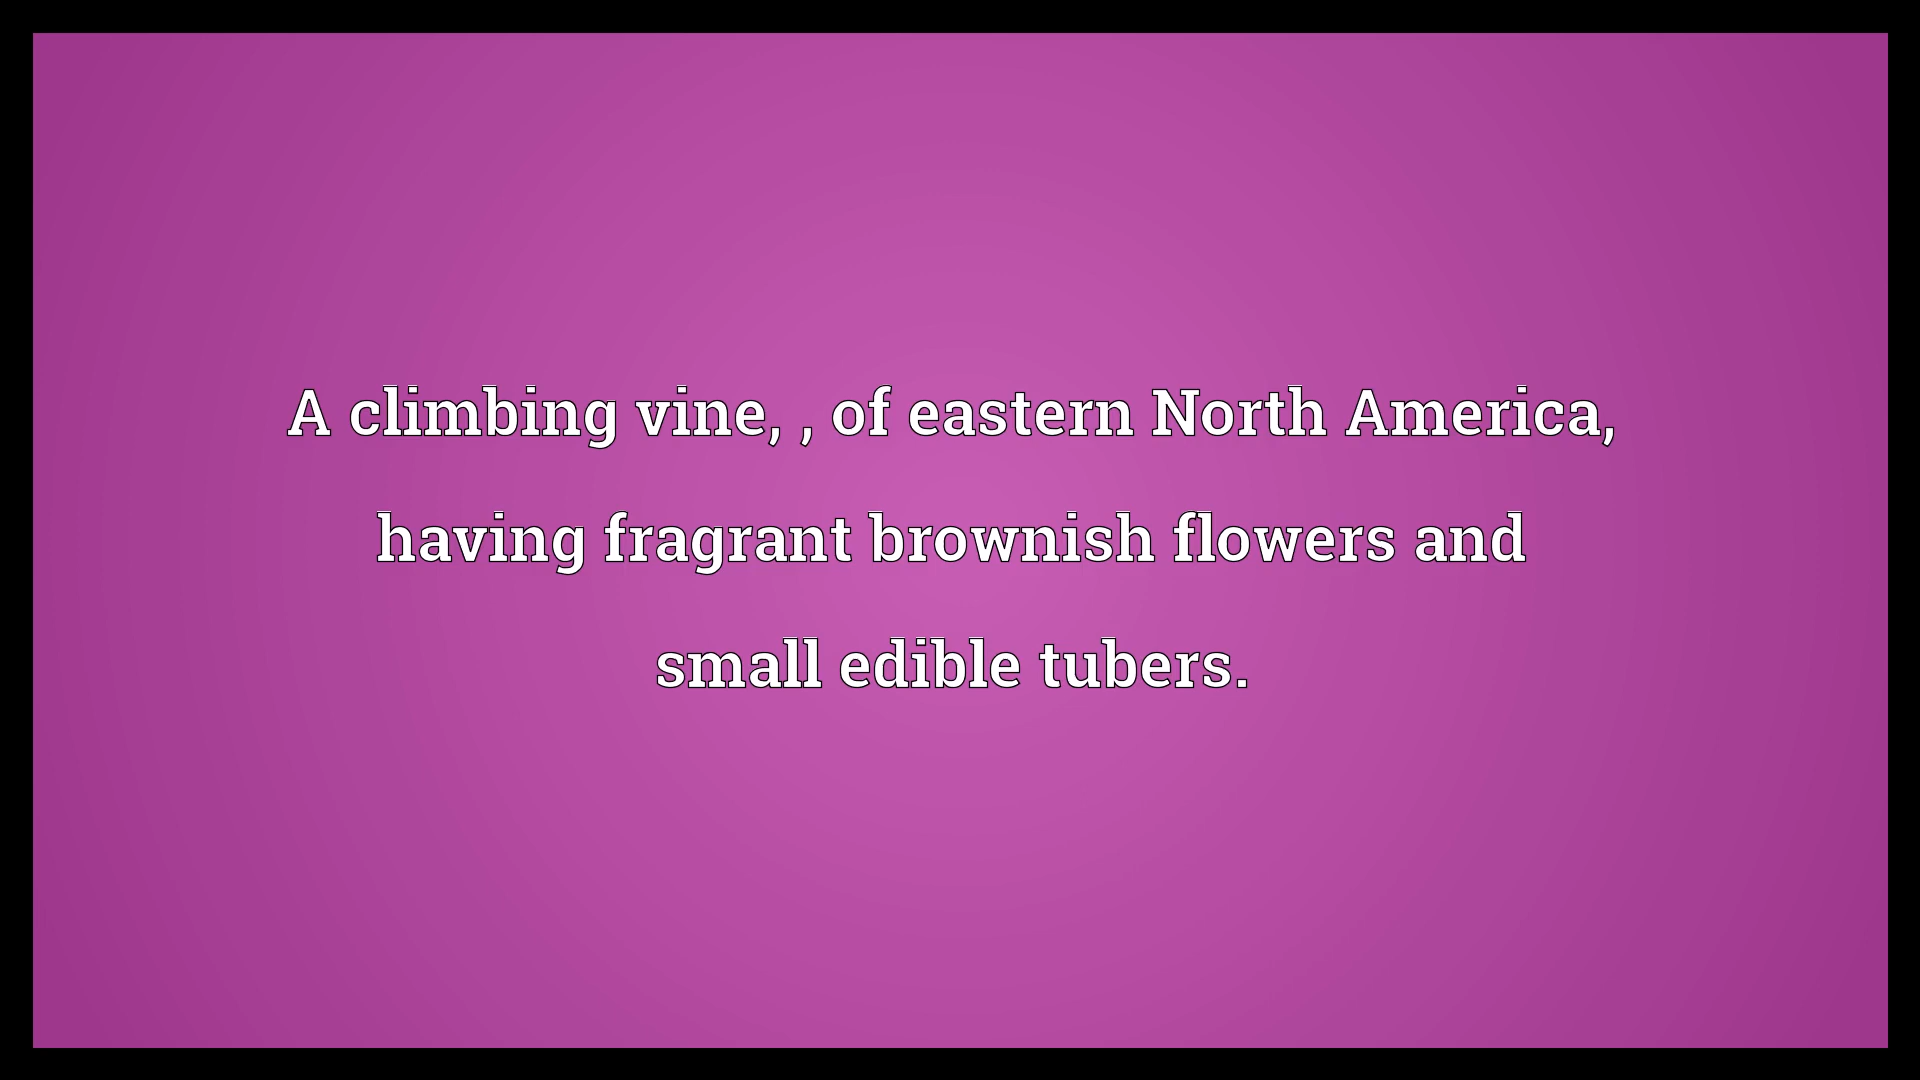 A climbing vine, , of eastern North America,
having fragrant brownish flowers and
small edible tubers.